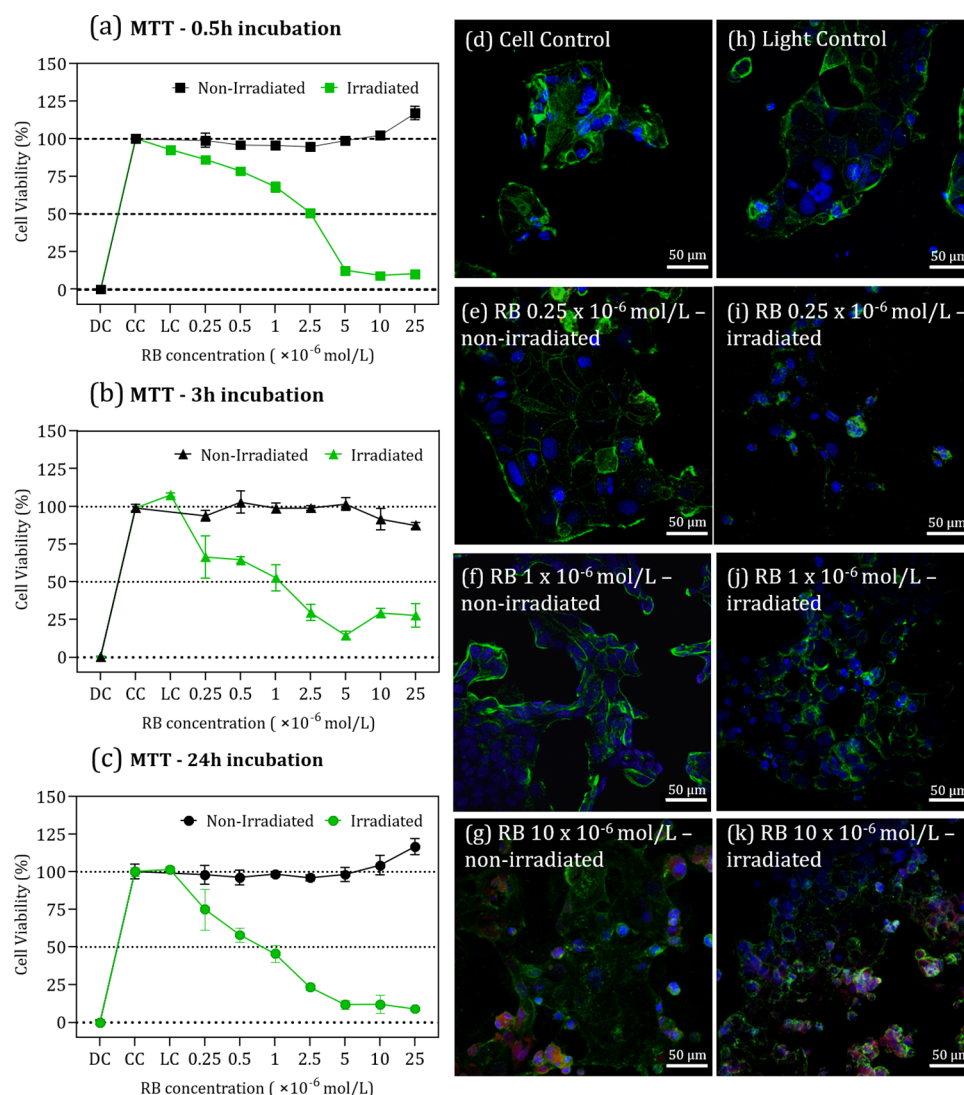 (a) MTT - 0.5h incubation
150
125
100
75
50
25
0
Cell Viability (%)
Non-Irradiated
Irradiated
DC CC LC 0.25 0.5 1 2.5 5 10 25
RB concentration ( ×10⁻⁶ mol/L)
(b) MTT - 3h incubation
150
125
100
75
50
25
0
Cell Viability (%)
Non-Irradiated
Irradiated
DC CC LC 0.25 0.5 1 2.5 5 10 25
RB concentration ( ×10⁻⁶ mol/L)
(c) MTT - 24h incubation
150
125
100
75
50
25
0
Cell Viability (%)
Non-Irradiated
Irradiated
DC CC LC 0.25 0.5 1 2.5 5 10 25
RB concentration ( ×10⁻⁶ mol/L)
(d) Cell Control
50 μm
(h) Light Control
50 μm
(e) RB 0.25 x 10⁻⁶ mol/L –
non-irradiated
50 μm
(i) RB 0.25 x 10⁻⁶ mol/L –
irradiated
50 μm
(f) RB 1 x 10⁻⁶ mol/L –
non-irradiated
50 μm
(j) RB 1 x 10⁻⁶ mol/L –
irradiated
50 μm
(g) RB 10 x 10⁻⁶ mol/L –
non-irradiated
50 μm
(k) RB 10 x 10⁻⁶ mol/L –
irradiated
50 μm